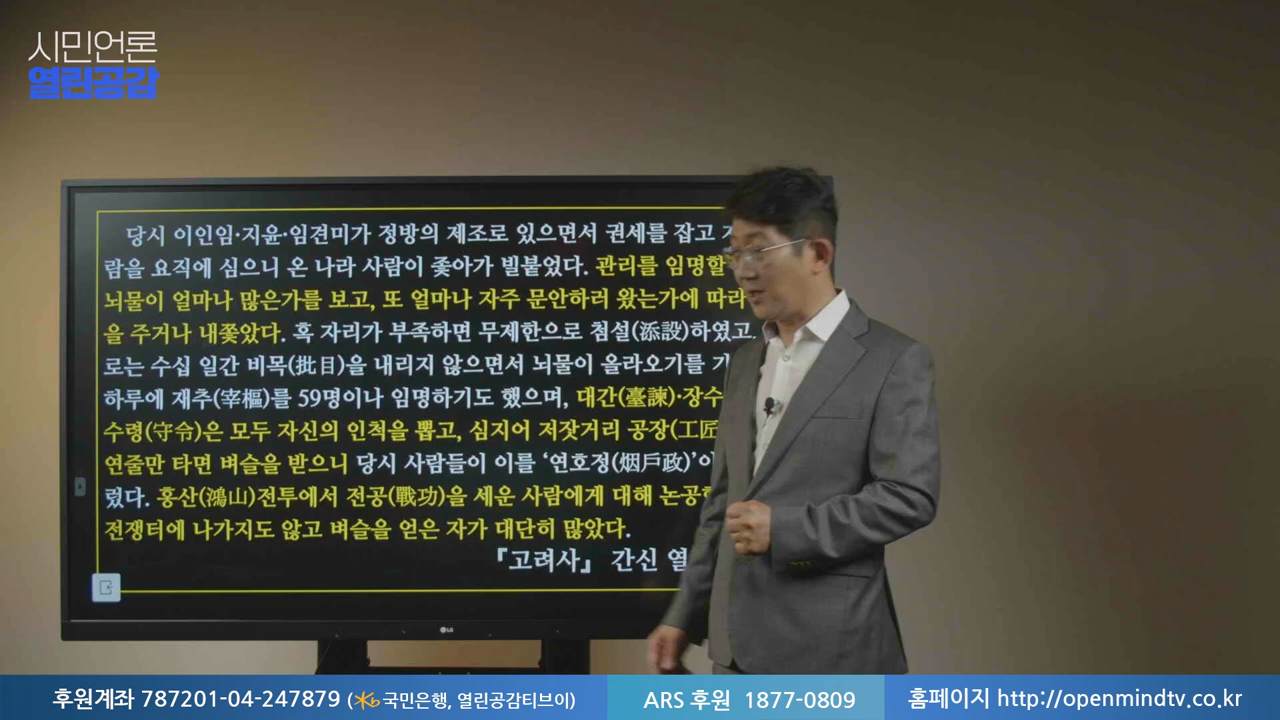 시민언론
열린공감
당시 이인임·지윤·임견미가 정방의 제조로 있으면서 권세를 잡고
람을 요직에 심으니 온 나라 사람이 좇아가 빌붙었다. 관리를 임명할
뇌물이 얼마나 많은가를 보고, 또 얼마나 자주 문안하러 왔는가에 따라
을 주거나 내쫓았다. 혹 자리가 부족하면 무제한으로 첨설(添設)하였고
로는 수십 일간 비목(批目)을 내리지 않으면서 뇌물이 올라오기를
하루에 재추(宰樞)를 59명이나 임명하기도 했으며, 대간(臺諫)·장수
수령(守令)은 모두 자신의 인척을 뽑고, 심지어 저잣거리 공장(工匠
연줄만 타면 벼슬을 받으니 당시 사람들이 이를 ‘연호정(烟戶政)’이
렀다. 홍산(鴻山)전투에서 전공(戰功)을 세운 사람에게 대해 논공
전쟁터에 나가지도 않고 벼슬을 얻은 자가 대단히 많았다.
『고려사』 간신 열
LG
후원계좌 787201-04-247879 (국민은행, 열린공감티브이)
ARS 후원 1877-0809
홈페이지 http://openmindtv.co.kr